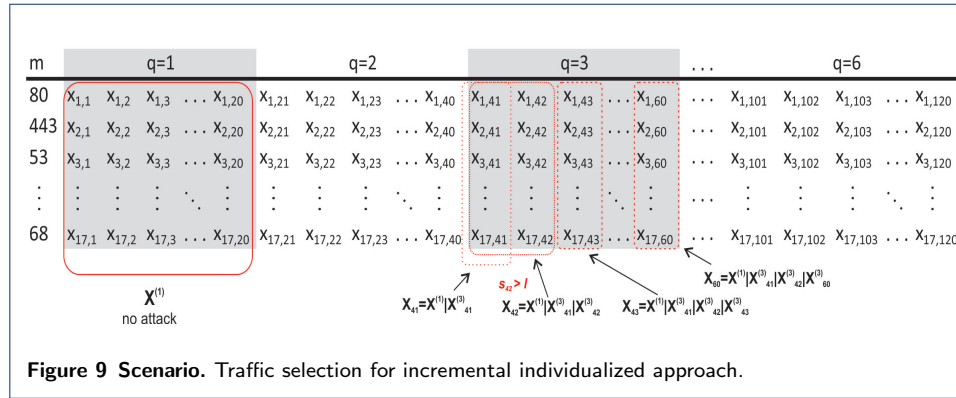 m q=1 q=2 q=3 ... q=6
80 X1,1 X1,2 X1,3 ... X1,20 X1,21 X1,22 X1,23 ... X1,40 X1,41 X1,42 X1,43 ... X1,60 ... X1,101 X1,102 X1,103 ... X1,120
443 X2,1 X2,2 X2,3 ... X2,20 X2,21 X2,22 X2,23 ... X2,40 X2,41 X2,42 X2,43 ... X2,60 ... X2,101 X2,102 X2,103 ... X2,120
53 X3,1 X3,2 X3,3 ... X3,20 X3,21 X3,22 X3,23 ... X3,40 X3,41 X3,42 X3,43 ... X3,60 ... X3,101 X3,102 X3,103 ... X3,120
⋮ ⋮ ⋮ ⋮ ⋱ ⋮ ⋮ ⋮ ⋮ ⋱ ⋮ ⋮ ⋮ ⋮ ⋱ ⋮ ... ⋮ ⋮ ⋮ ⋱ ⋮
68 X17,1 X17,2 X17,3 ... X17,20 X17,21 X17,22 X17,23 ... X17,40 X17,41 X17,42 X17,43 ... X17,60 ... X17,101 X17,102 X17,103 ... X17,120
X(1)
no attack
s42 > l
X41=X(1)|X(3)41
X42=X(1)|X(3)41|X(3)42
X43=X(1)|X(3)41|X(3)42|X(3)43
X60=X(1)|X(3)41|X(3)42|X(3)60
Figure 9 Scenario. Traffic selection for incremental individualized approach.